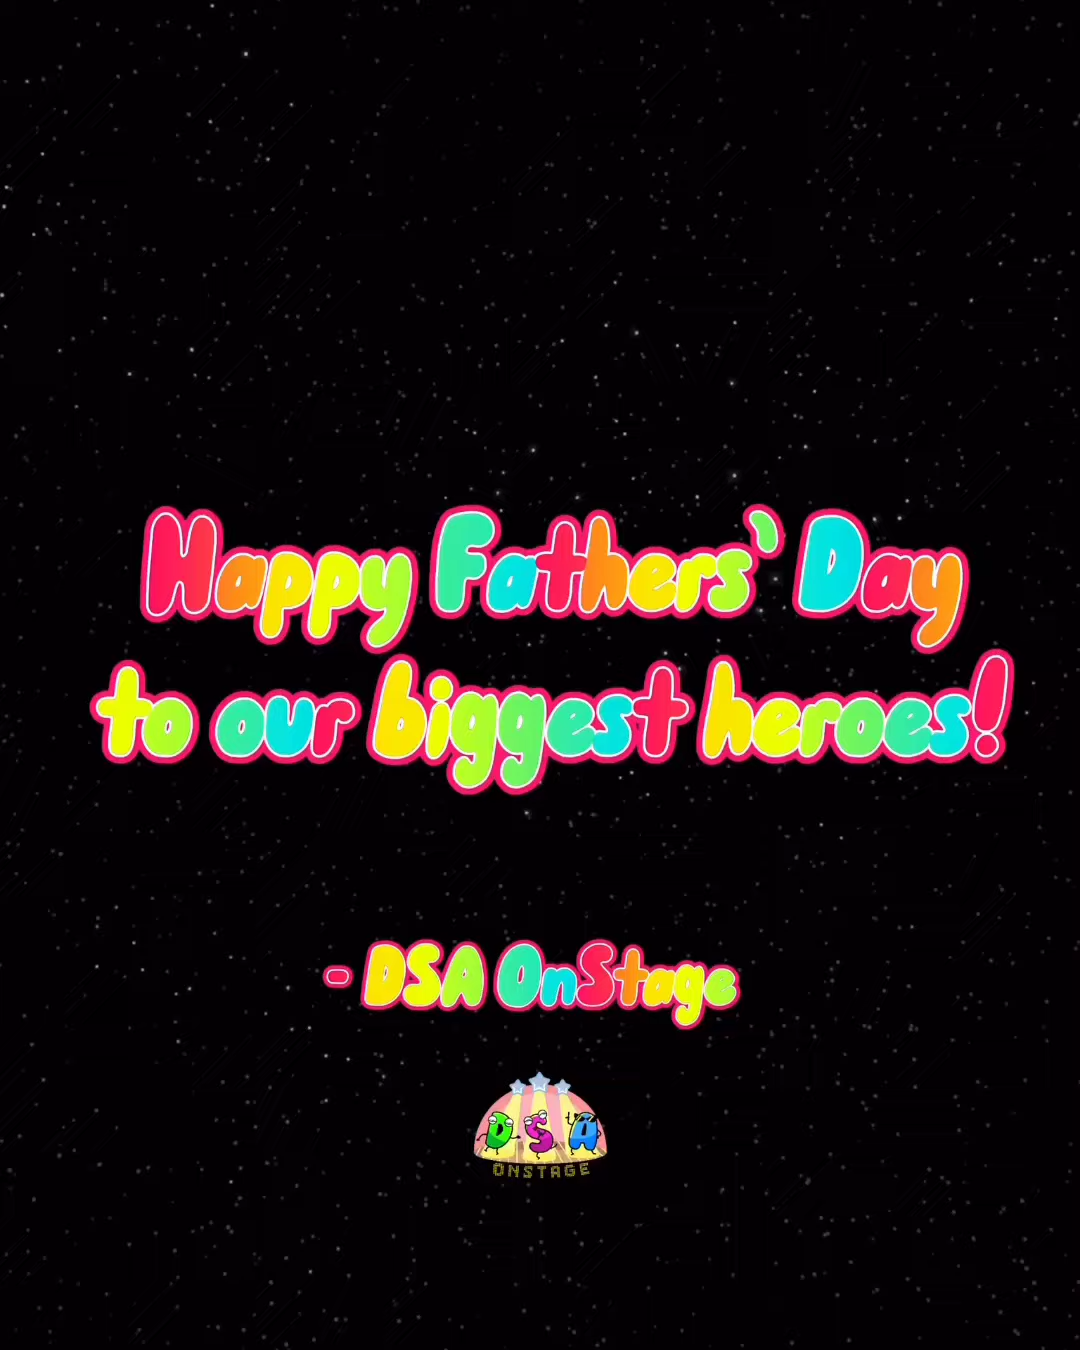 Happy Fathers' Day
to our biggest heroes!
- DSA OnStage
DSA
ONSTAGE